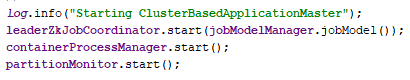 log.info("Starting ClusterBasedApplicationMaster");
leaderZkJobCoordinator.start(jobModelManager.jobModel());
containerProcessManager.start();
partitionMonitor.start();